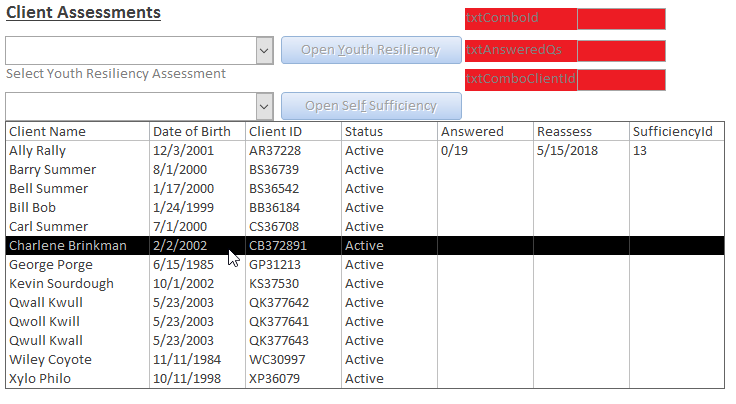 Client Assessments
txtComboId
Open Youth Resiliency
txtAnsweredQs
Select Youth Resiliency Assessment
txtComboClientId
Open Self Sufficiency
Client Name Date of Birth Client ID Status Answered Reassess SufficiencyId
Ally Rally 12/3/2001 AR37228 Active 0/19 5/15/2018 13
Barry Summer 8/1/2000 BS36739 Active
Bell Summer 1/17/2000 BS36542 Active
Bill Bob 1/24/1999 BB36184 Active
Carl Summer 7/1/2000 CS36708 Active
Charlene Brinkman 2/2/2002 CB372891 Active
George Porge 6/15/1985 GP31213 Active
Kevin Sourdough 10/1/2002 KS37530 Active
Qwall Kwull 5/23/2003 QK377642 Active
Qwoll Kwill 5/23/2003 QK377641 Active
Qwull Kwall 5/23/2003 QK377643 Active
Wiley Coyote 11/11/1984 WC30997 Active
Xylo Philo 10/11/1998 XP36079 Active